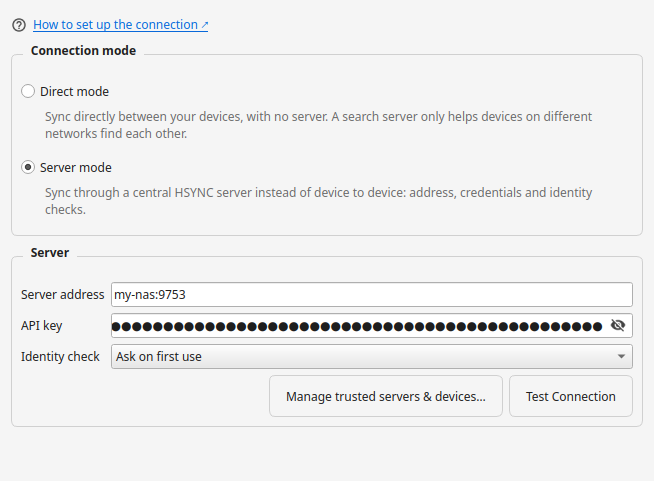 How to set up the connection ↗
Connection mode
Direct mode
Sync directly between your devices, with no server. A search server only helps devices on different
networks find each other.
Server mode
Sync through a central HSYNC server instead of device to device: address, credentials and identity
checks.
Server
Server address my-nas:9753
API key ●●●●●●●●●●●●●●●●●●●●●●●●●●●●●●●●●●●●●●●●●●●●●●●
Identity check Ask on first use
Manage trusted servers & devices... Test Connection